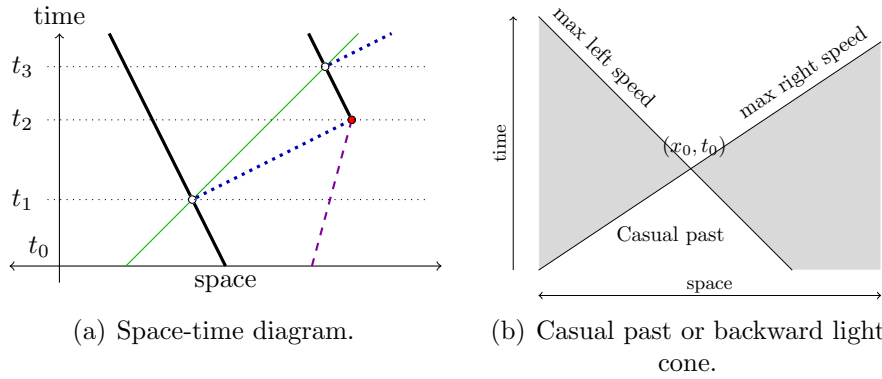 time
t₃
t₂
t₁
t₀
space
(a) Space-time diagram.
max left speed
max right speed
(x₀, t₀)
time
Casual past
space
(b) Casual past or backward light
cone.